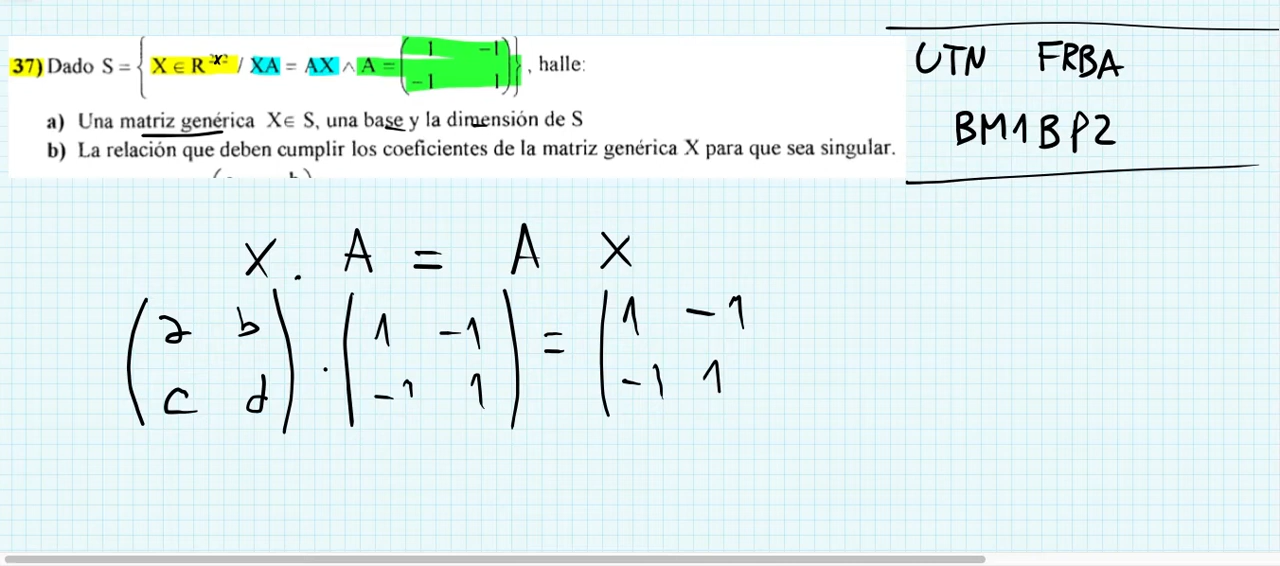 37) Dado S = { X ∈ R²ˣ² / XA = AX ∧ A = ( 1 -1 ) } , halle:
( -1 1 )
a) Una matriz genérica X∈ S, una base y la dimensión de S
b) La relación que deben cumplir los coeficientes de la matriz genérica X para que sea singular.
b
UTN FRBA
BM1BP2
X . A = A X
( a b ) . ( 1 -1 ) = ( 1 -1
( c d ) ( -1 1 ) ( -1 1